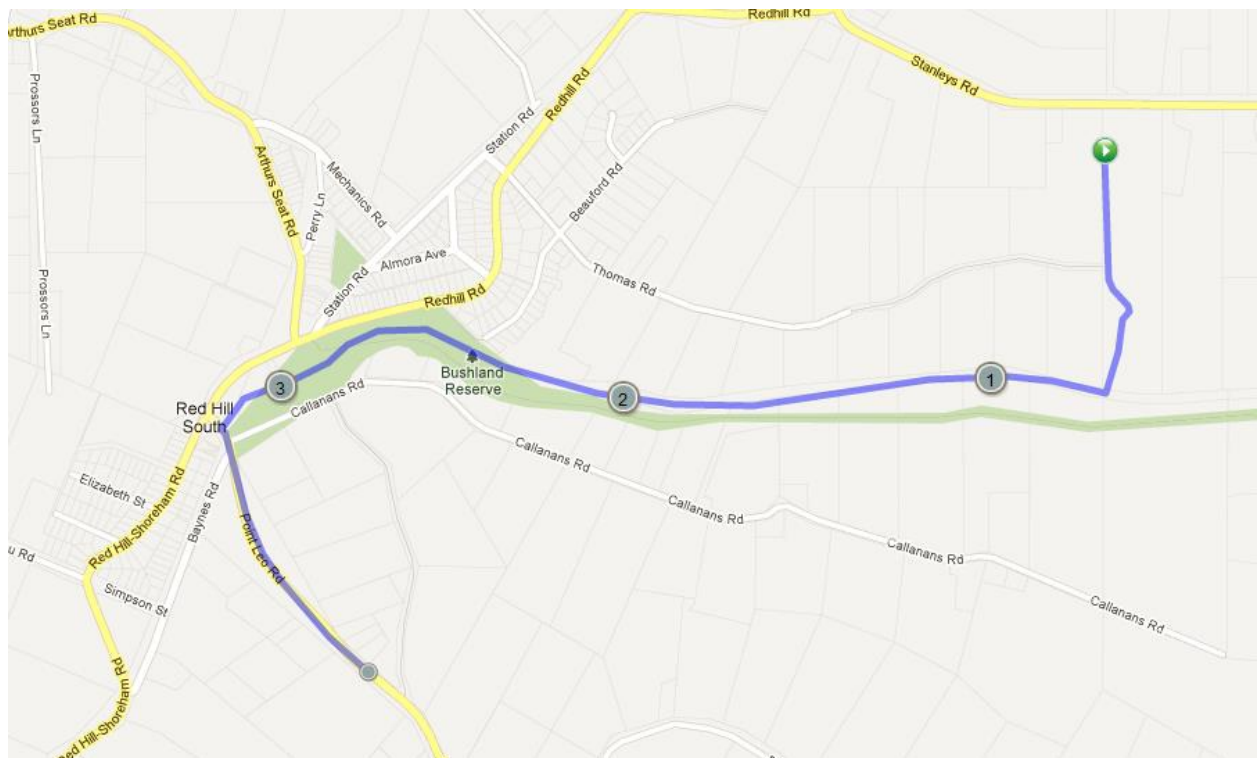 Arthurs Seat Rd
Redhill Rd
Stanleys Rd
Prossors Ln
Redhill Rd
Station Rd
Mechanics Rd
Arthurs Seat Rd
Perry Ln
Beauford Rd
Almora Ave
Thomas Rd
Prossors Ln
Station Rd
Redhill Rd
Bushland
Reserve
1
2
3
Callanans Rd
Red Hill
South
Elizabeth St
Callanans Rd
Baynes Rd
Red Hill-Shoreham Rd
Callanans Rd
Point Leo Rd
Callanans Rd
u Rd
Simpson St
Callanans Rd
Red Hill-Shoreham Rd